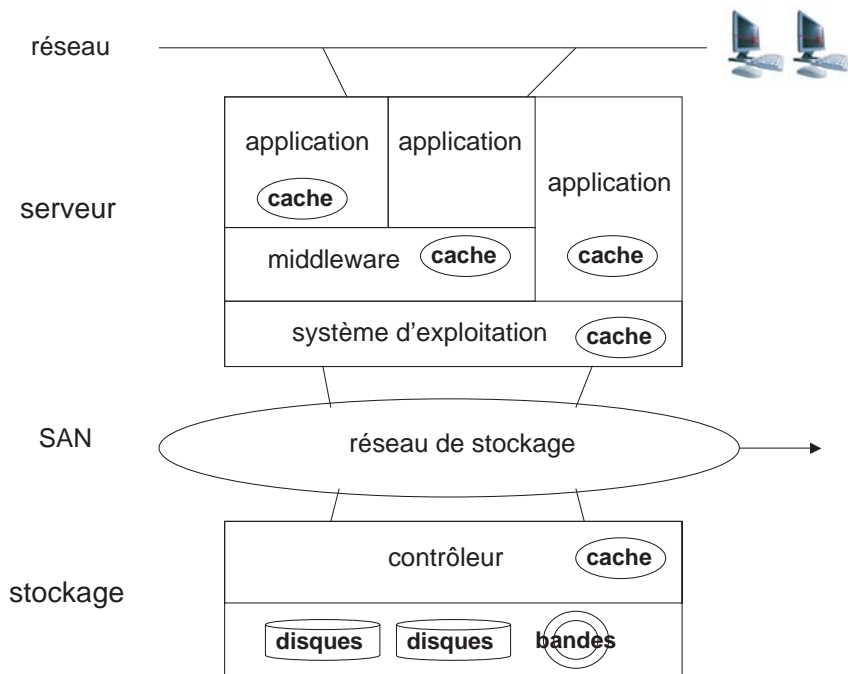 réseau
application
application
application
cache
serveur
middleware
cache
cache
système d'exploitation
cache
SAN
réseau de stockage
contrôleur
cache
stockage
disques
disques
bandes